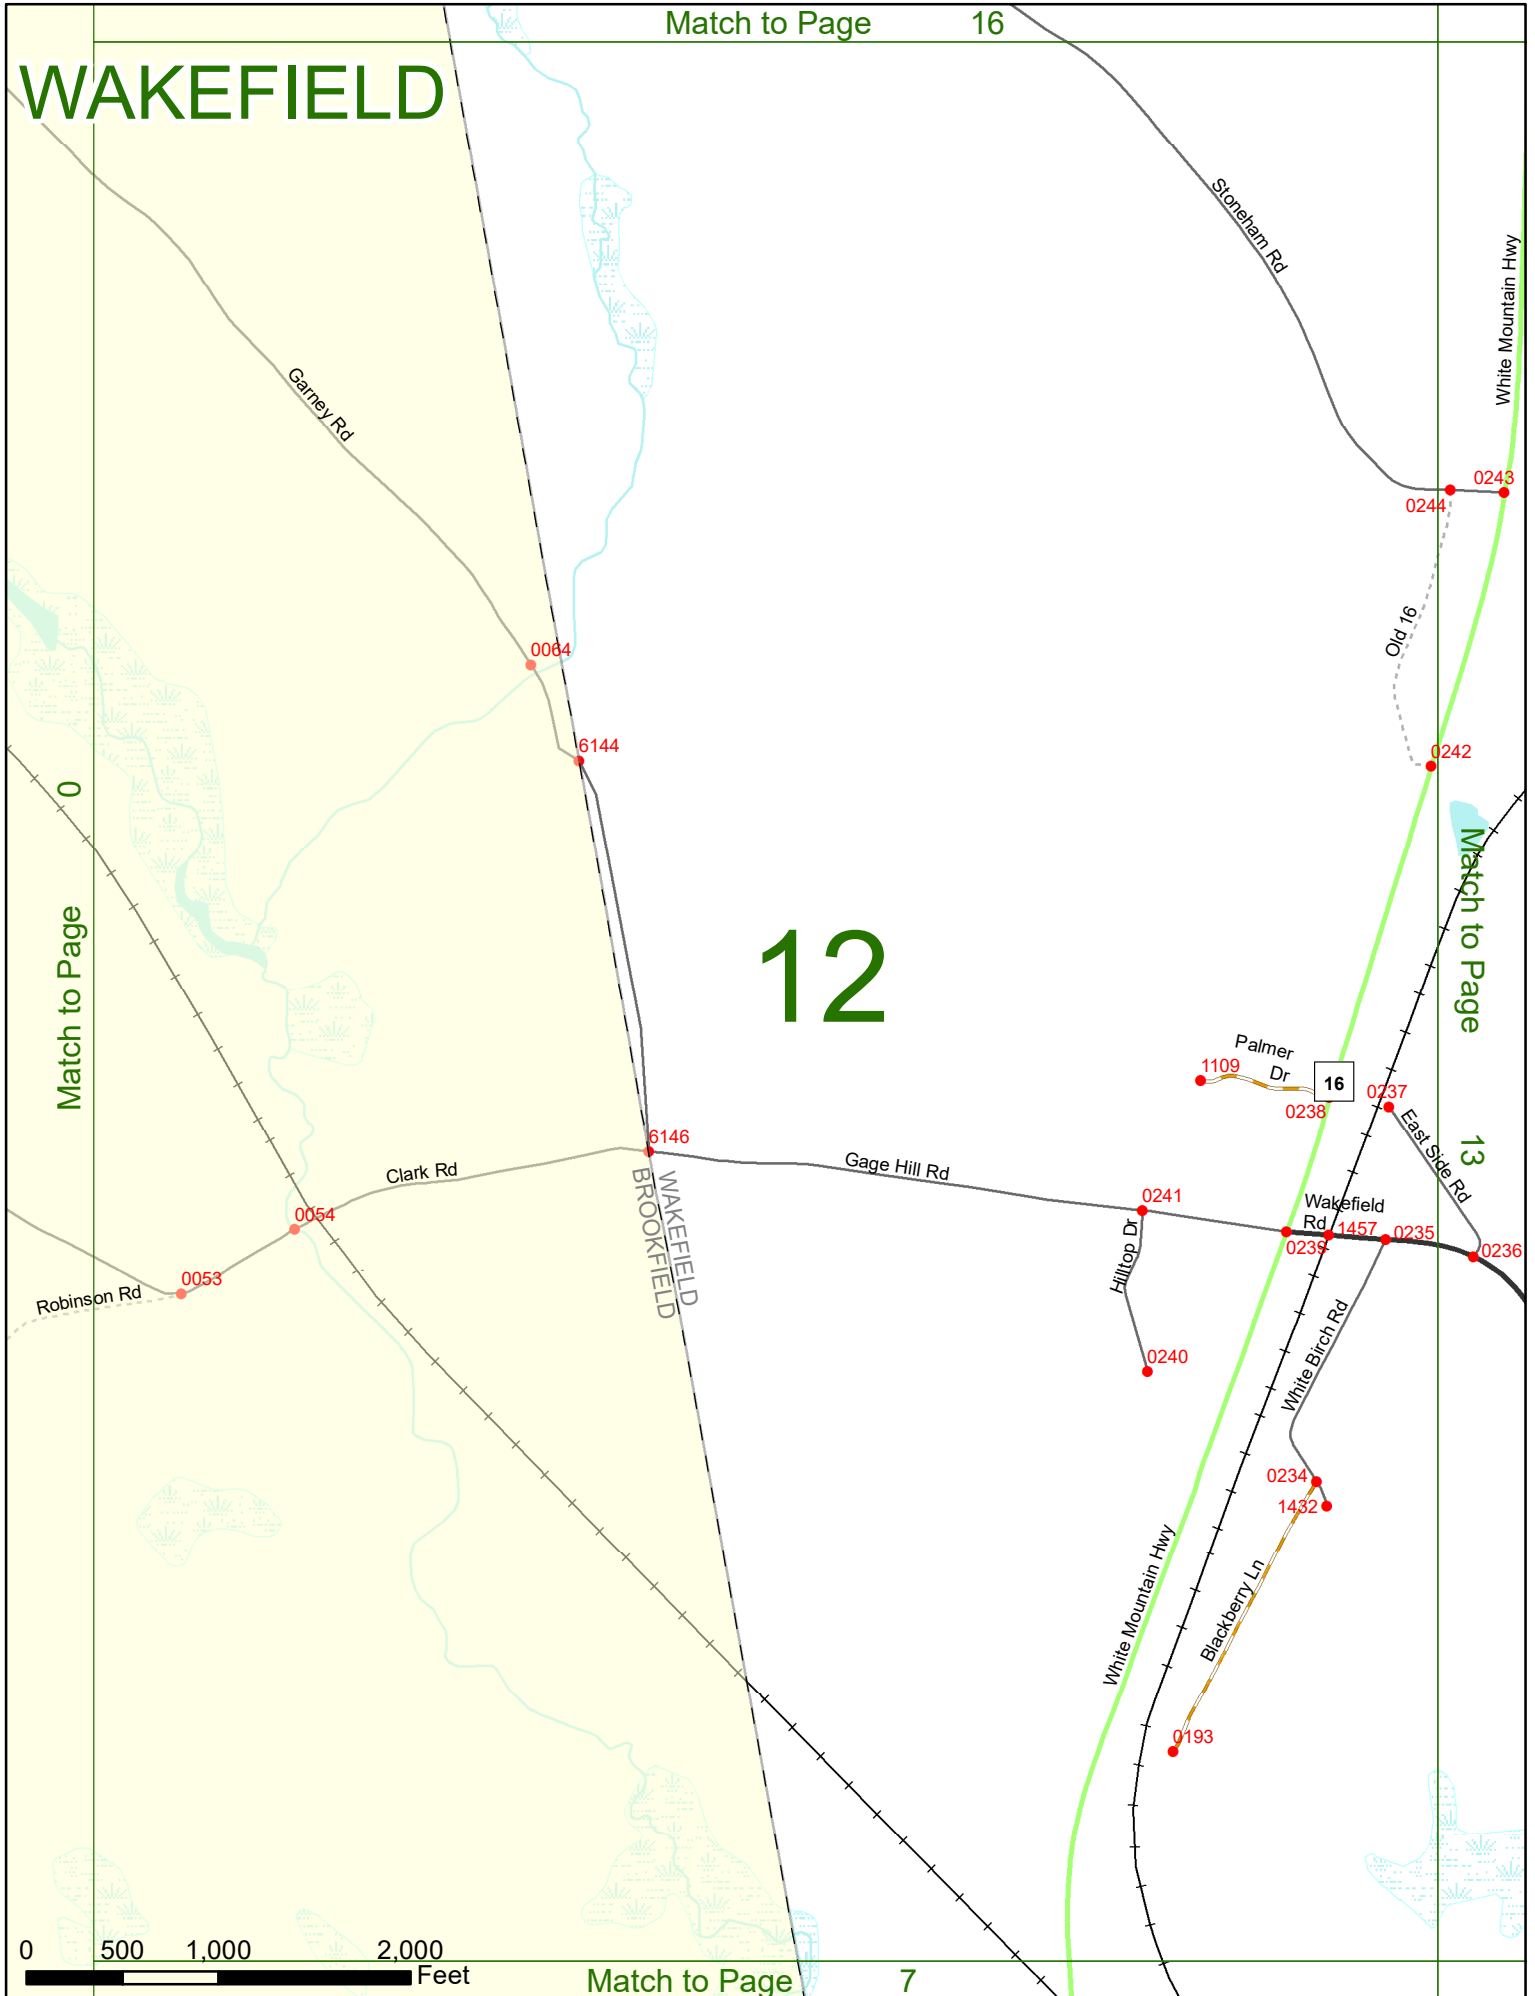 Match to Page 16
WAKEFIELD
Stoneham Rd
White Mountain Hwy
Garney Rd
0243
0244
Old 16
0064
6144
0242
Match to Page 0
Match to Page 13
12
Palmer
Dr
1109
16
0237
0238
East Side Rd
6146
Clark Rd
Gage Hill Rd
WAKEFIELD
BROOKFIELD
0241
Wakefield
Rd
1457
0235
0239
0236
0054
Hilltop Dr
0053
Robinson Rd
White Birch Rd
0240
0234
1432
White Mountain Hwy
Blackberry Ln
0193
0 500 1,000 2,000
Feet
Match to Page 7